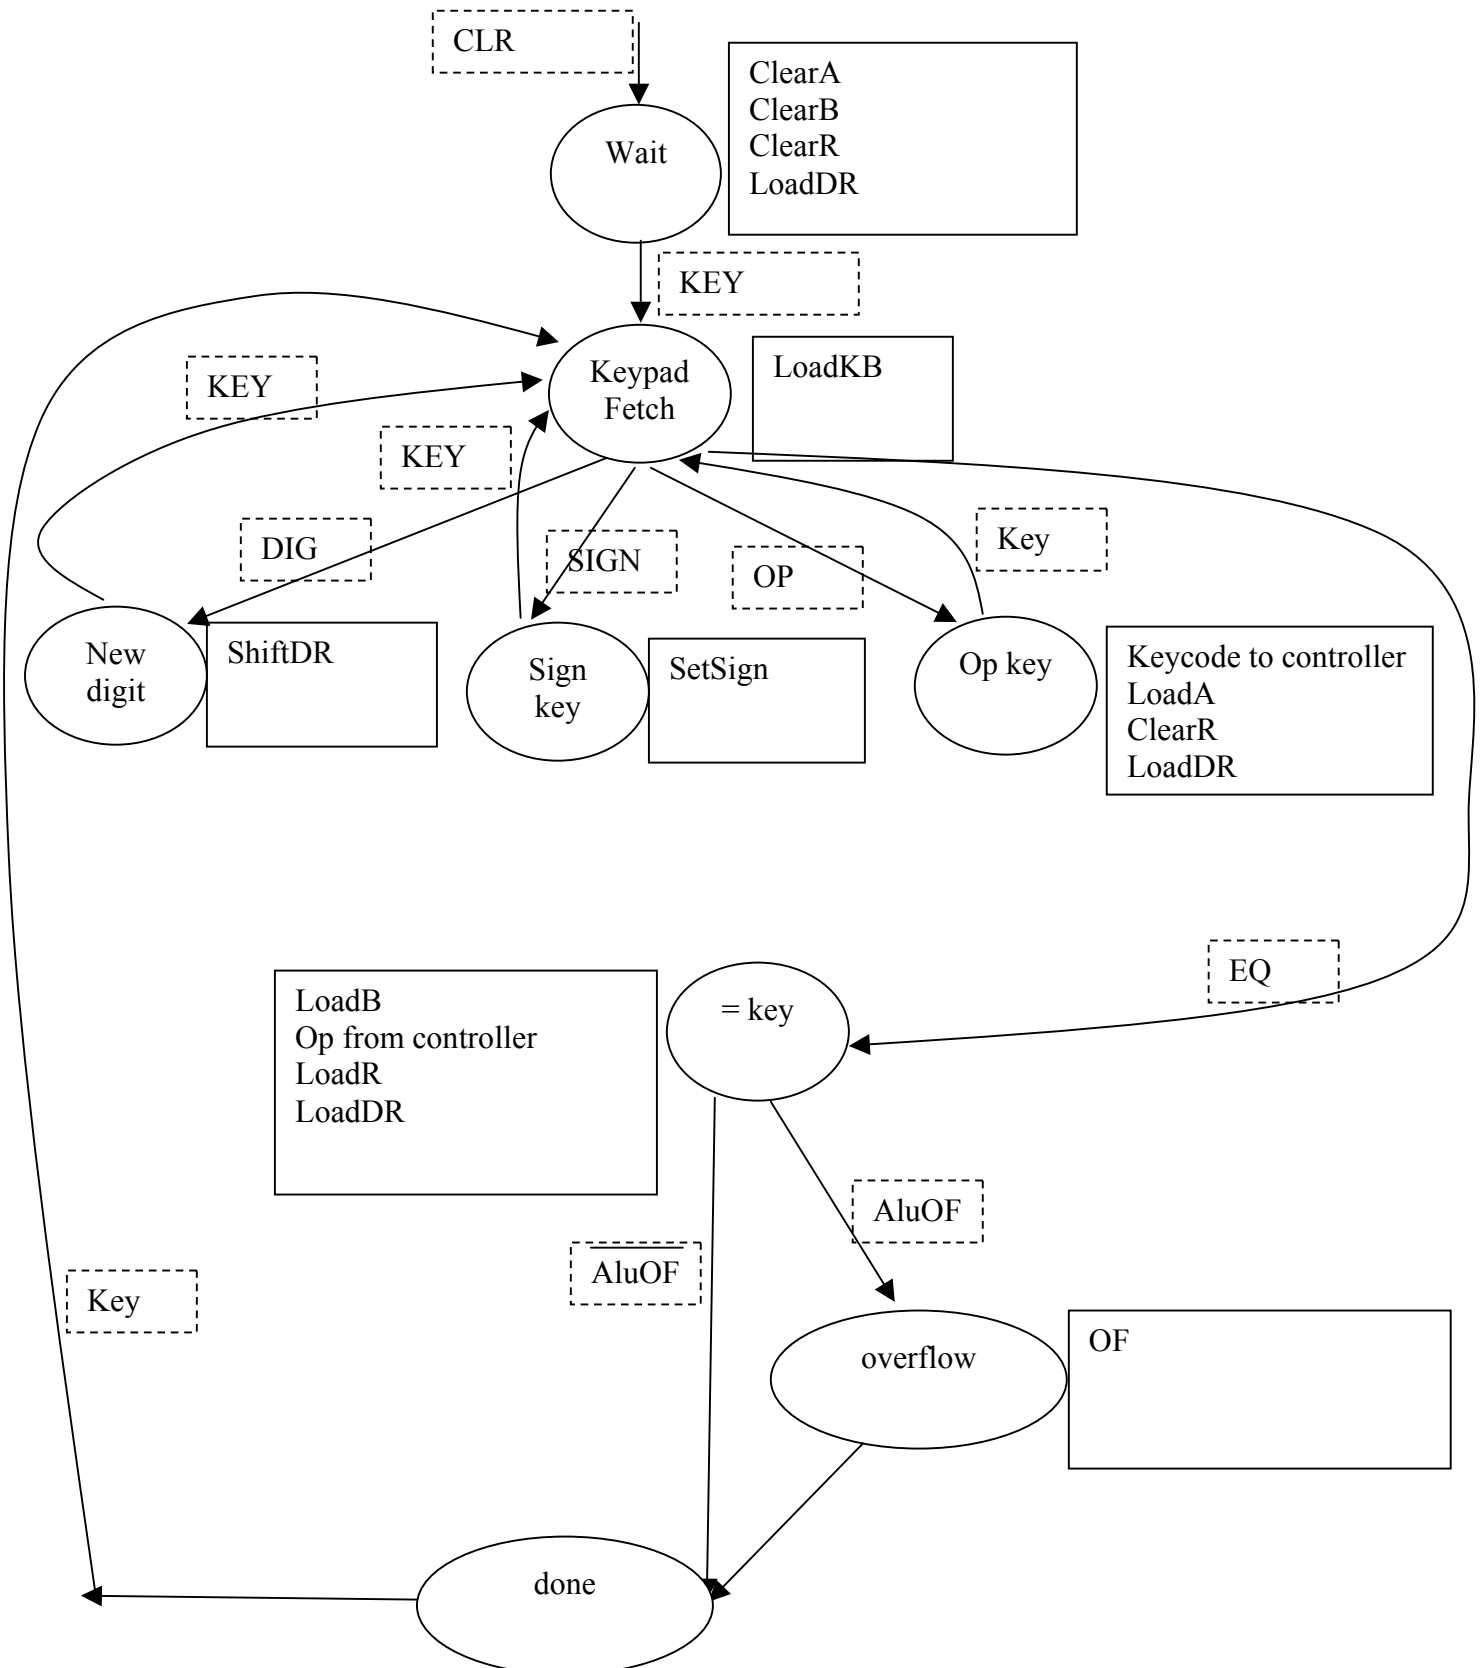 CLR
ClearA
ClearB
ClearR
LoadDR
Wait
KEY
Keypad
Fetch
LoadKB
KEY
KEY
DIG
SIGN
OP
Key
New
digit
ShiftDR
Sign
key
SetSign
Op key
Keycode to controller
LoadA
ClearR
LoadDR
EQ
LoadB
Op from controller
LoadR
LoadDR
= key
AluOF
AluOF
Key
overflow
OF
done